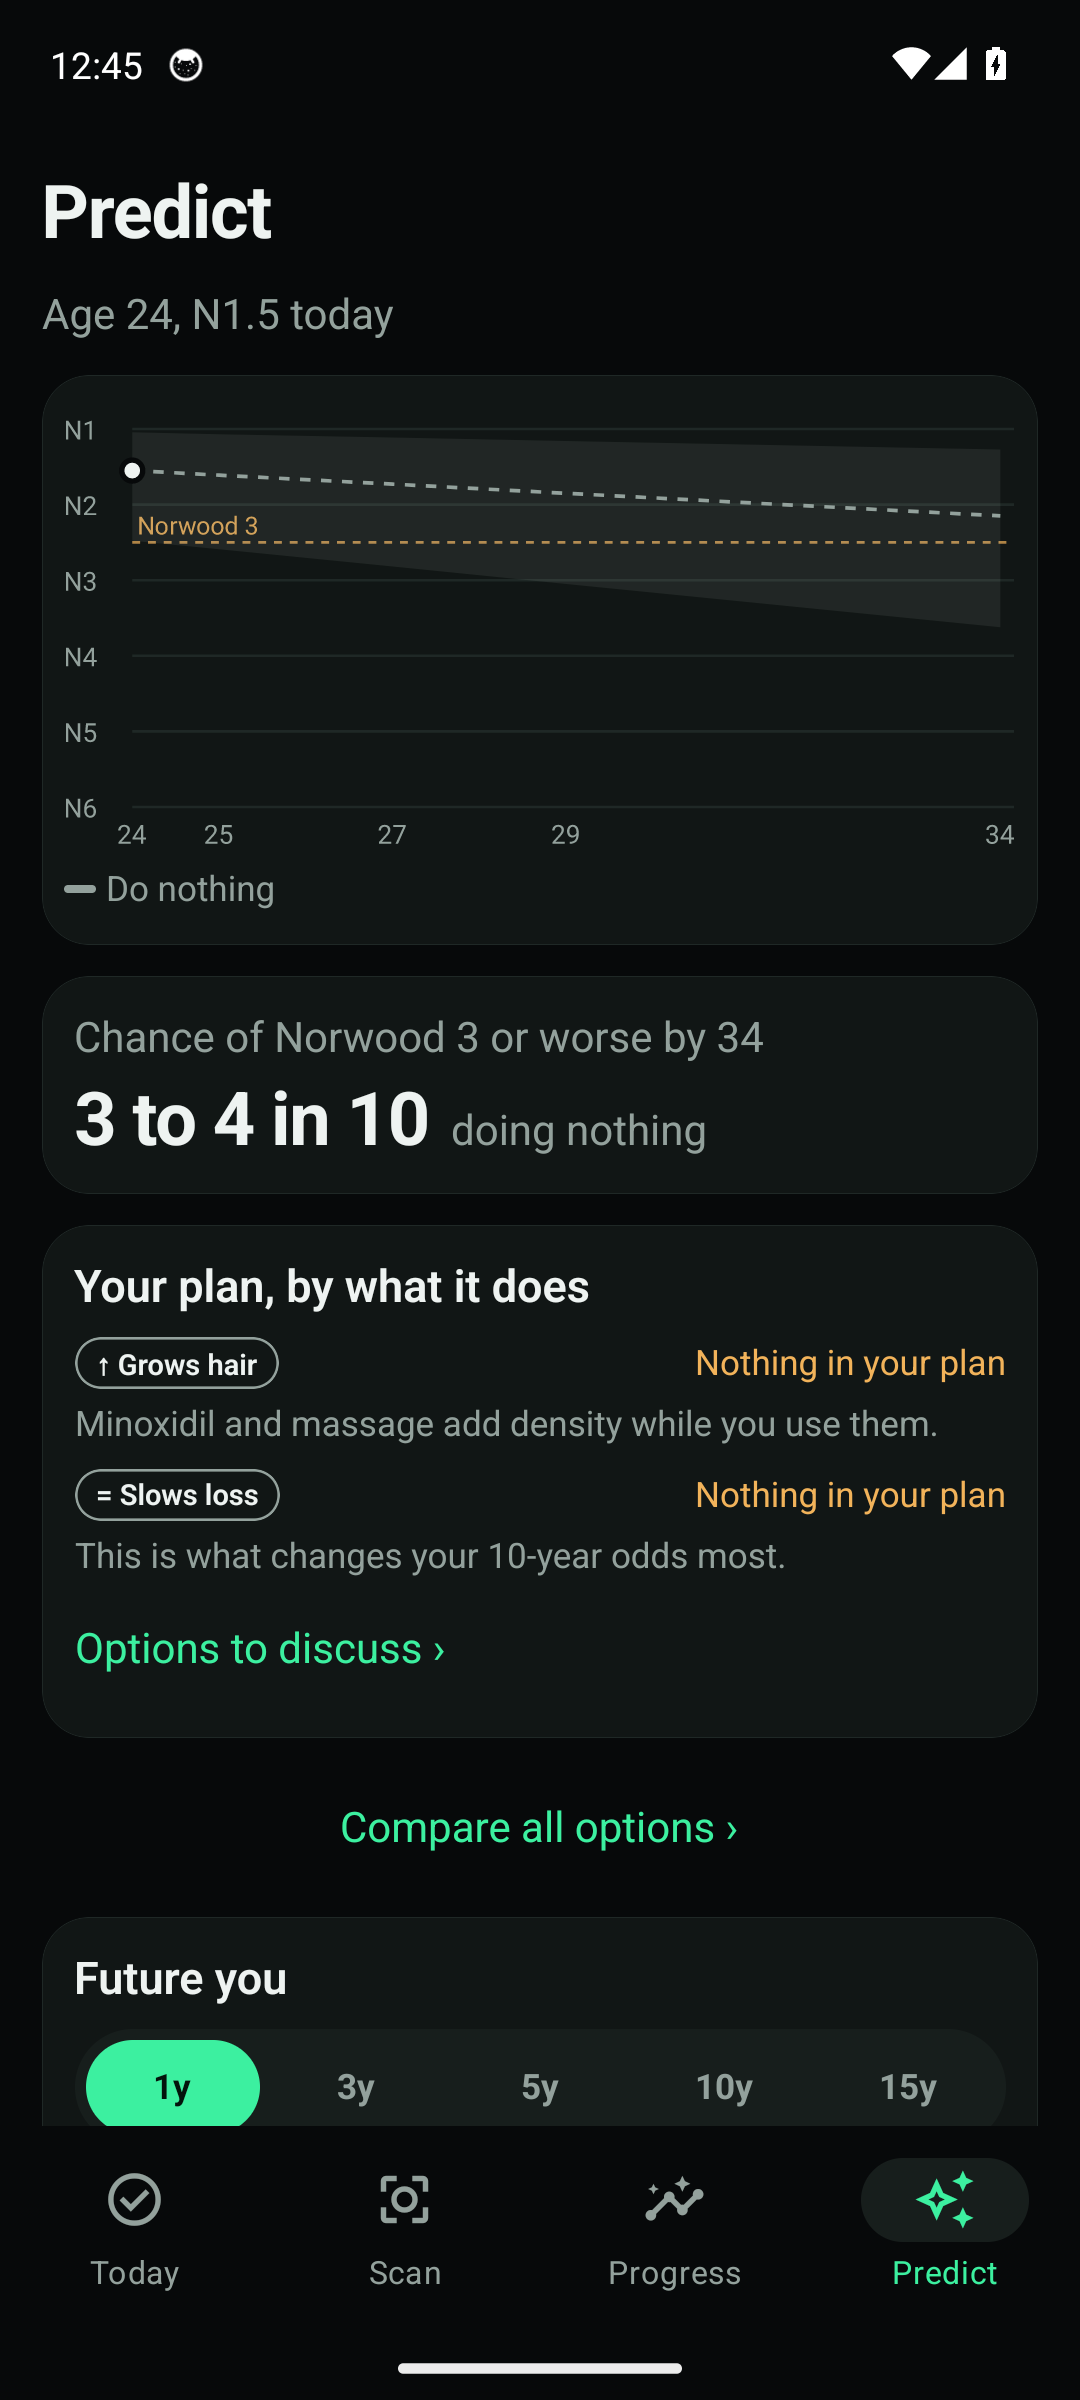 12:45
Predict
Age 24, N1.5 today
N1
N2
Norwood 3
N3
N4
N5
N6
24 25 27 29 34
Do nothing
Chance of Norwood 3 or worse by 34
3 to 4 in 10 doing nothing
Your plan, by what it does
↑ Grows hair Nothing in your plan
Minoxidil and massage add density while you use them.
= Slows loss Nothing in your plan
This is what changes your 10-year odds most.
Options to discuss ›
Compare all options ›
Future you
1y 3y 5y 10y 15y
Today Scan Progress Predict